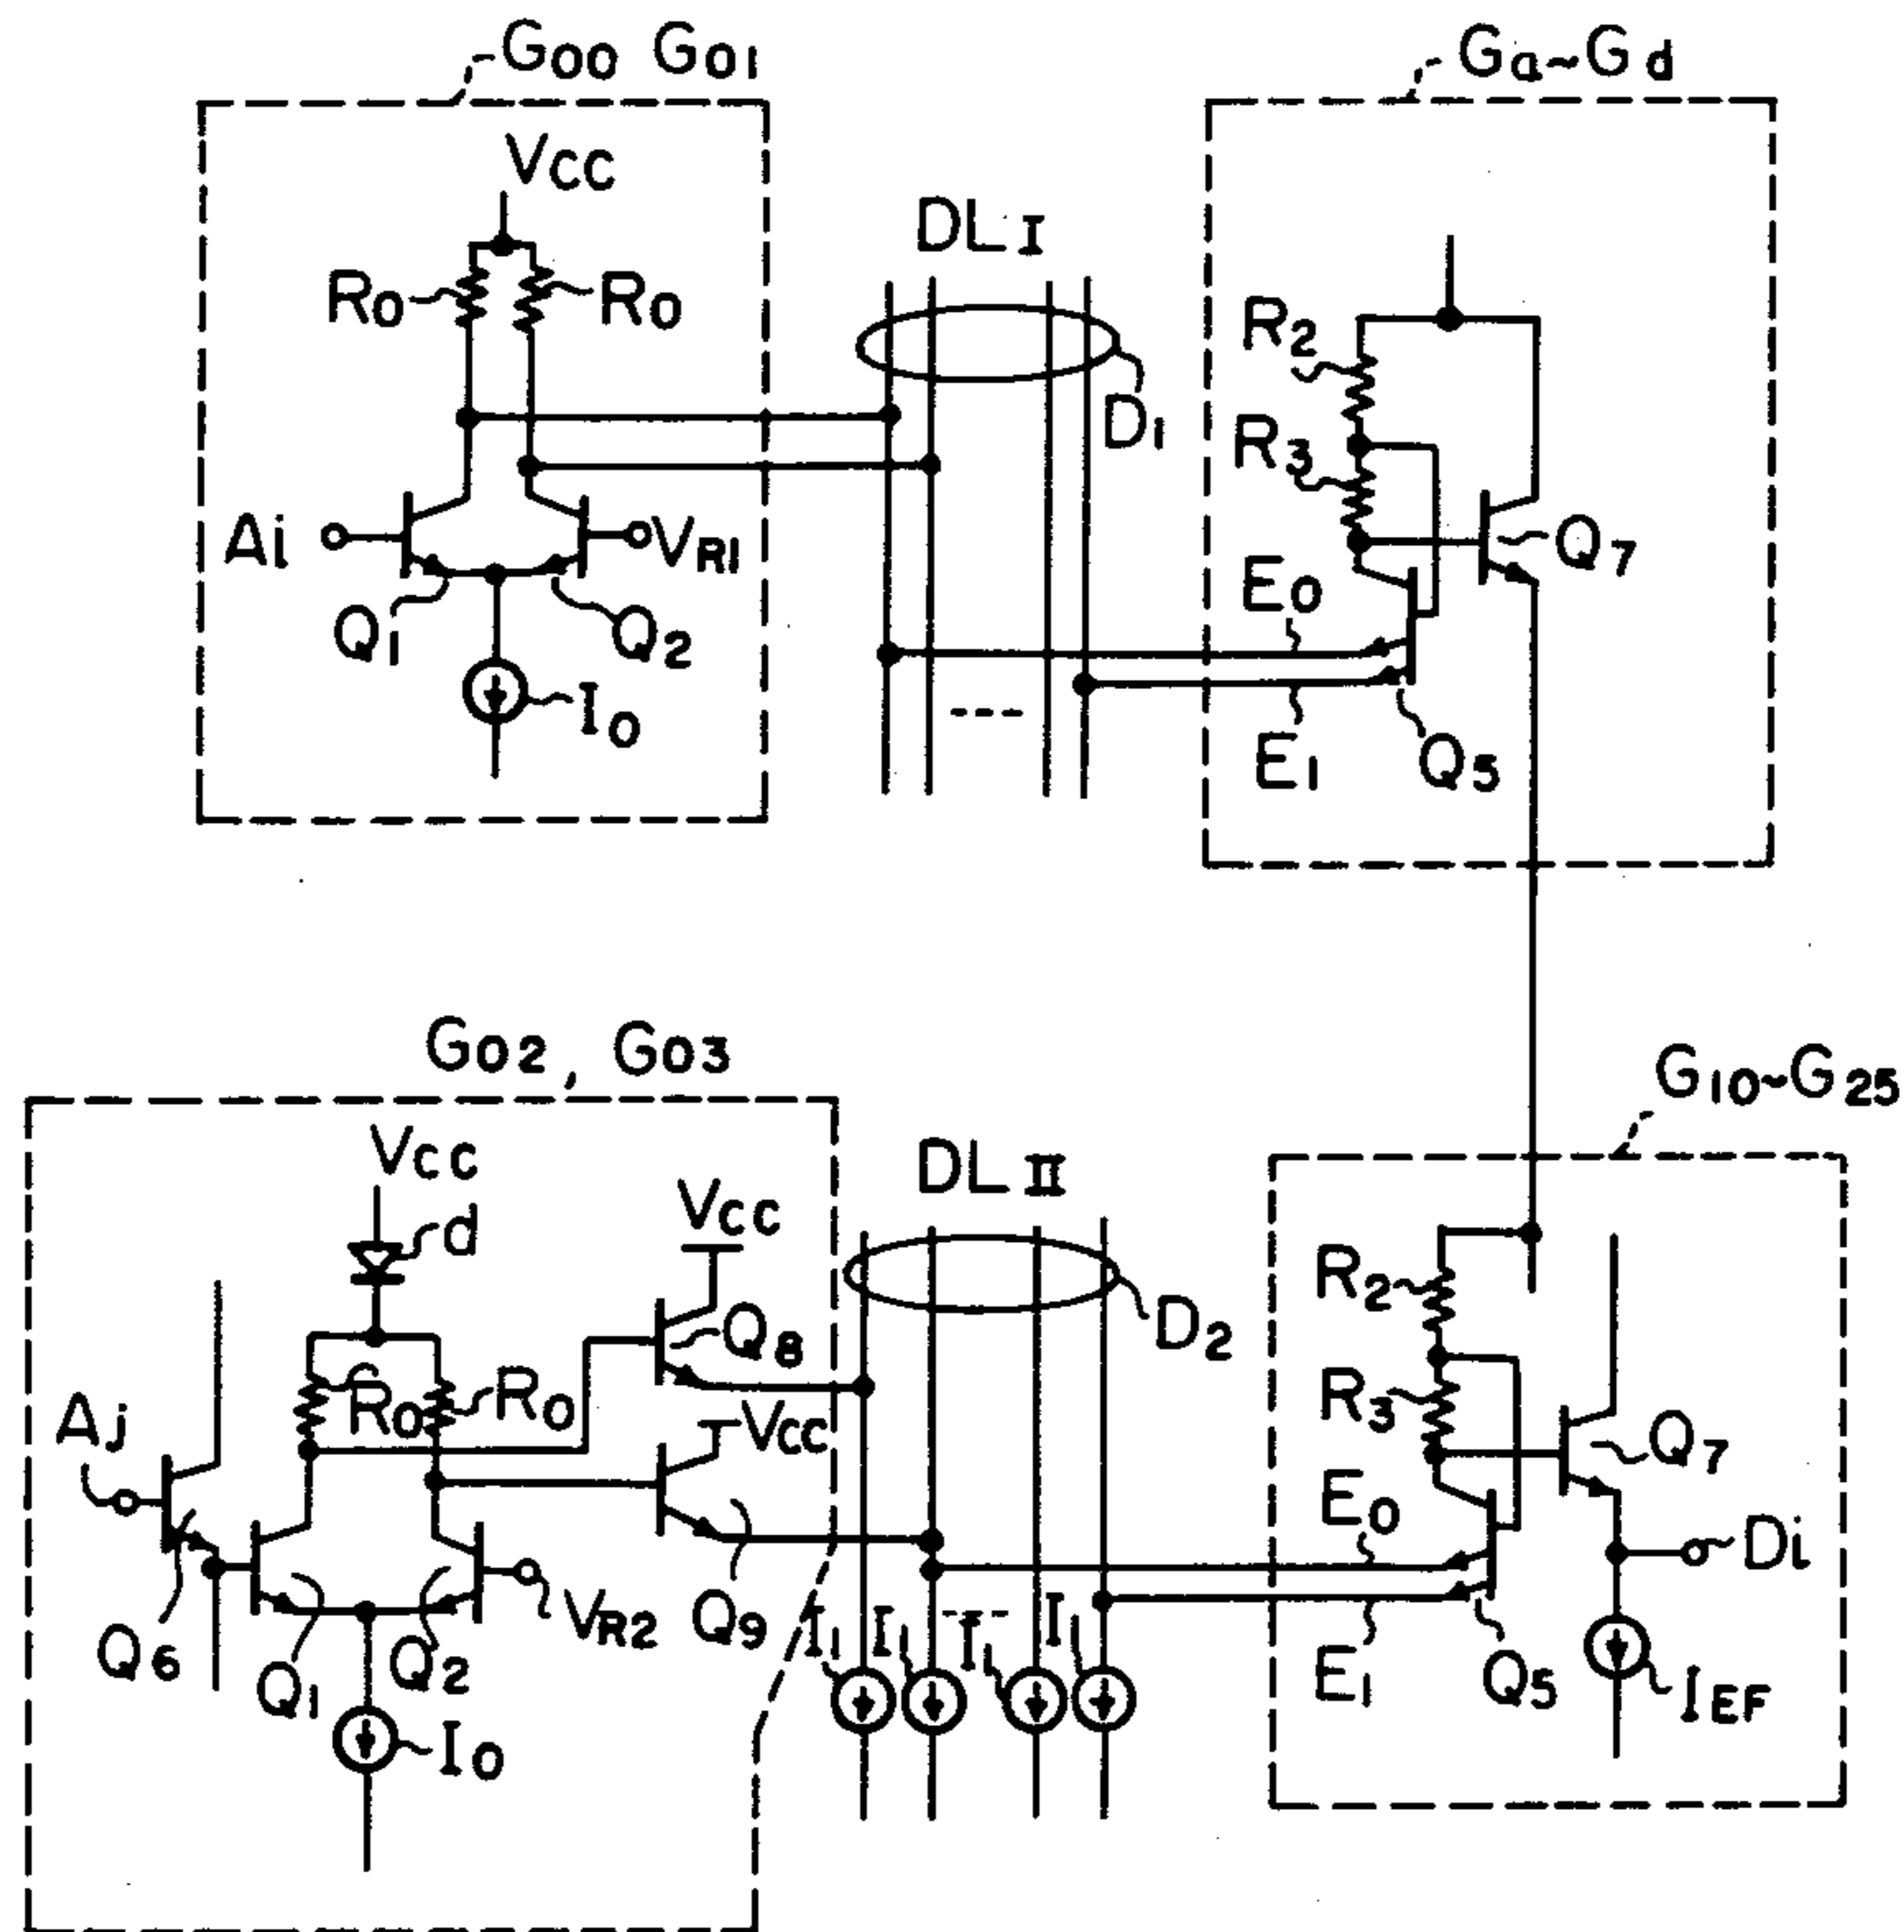 G00 G01
Ga~Gd
VCC
DL I
R0
R0
R2
D1
R3
Ai
VR1
Q7
E0
Q1
Q2
I0
E1
Q5
G02, G03
G10~G25
VCC
DL II
VCC
d
R2
D2
Q8
R0
R0
R3
Aj
VCC
Q7
E0
Di
VR2
Q9
I1
I1
I1
I1
Q6
Q1
Q2
E1
Q5
IEF
I0